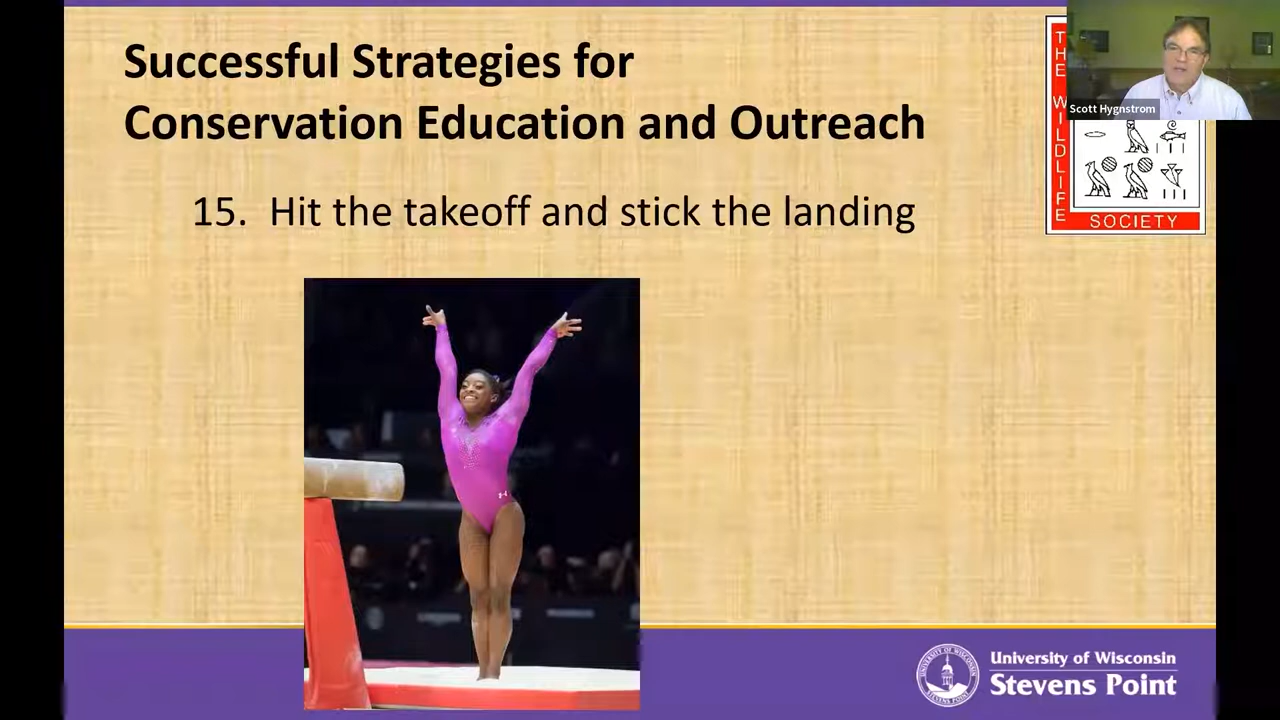 Successful Strategies for
Conservation Education and Outreach
15. Hit the takeoff and stick the landing
Scott Hygnstrom
THE WILDLIFE
SOCIETY
University of Wisconsin
Stevens Point